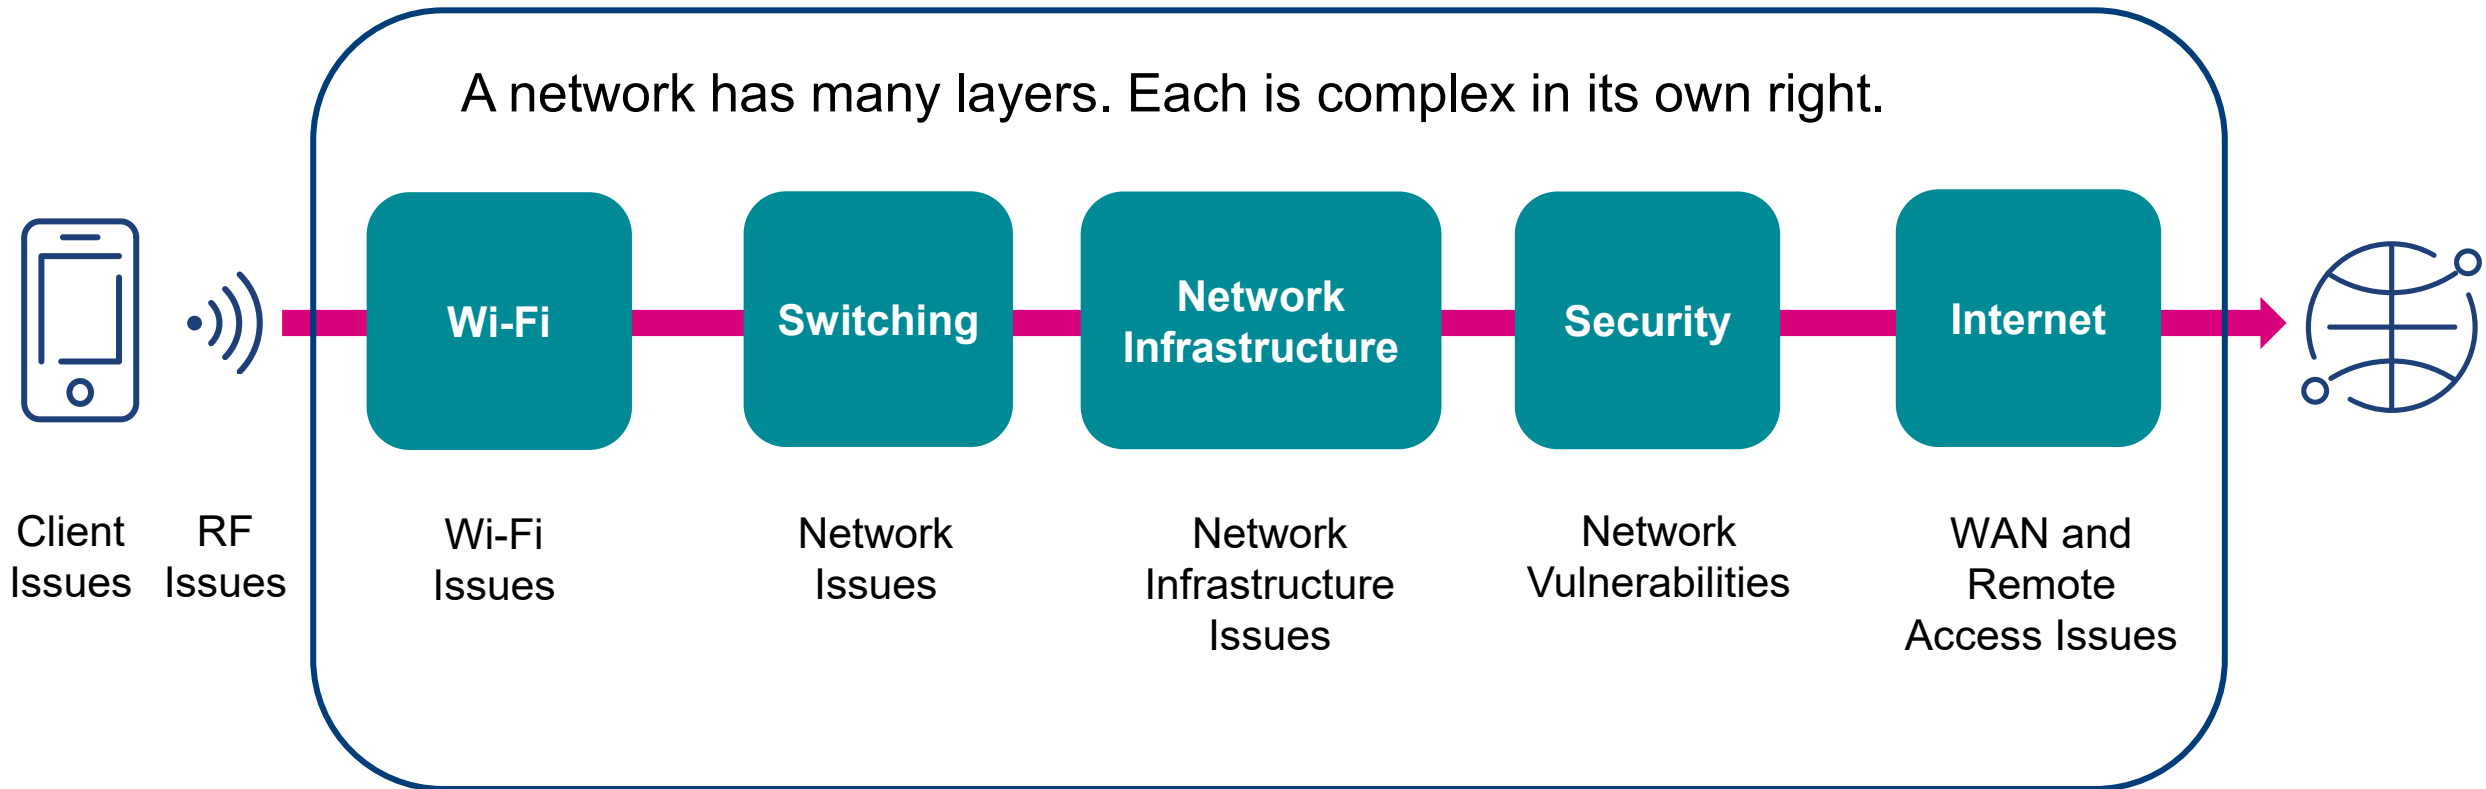 A network has many layers. Each is complex in its own right.
Wi-Fi
Switching
Network
Infrastructure
Security
Internet
Client
Issues
RF
Issues
Wi-Fi
Issues
Network
Issues
Network
Infrastructure
Issues
Network
Vulnerabilities
WAN and
Remote
Access Issues